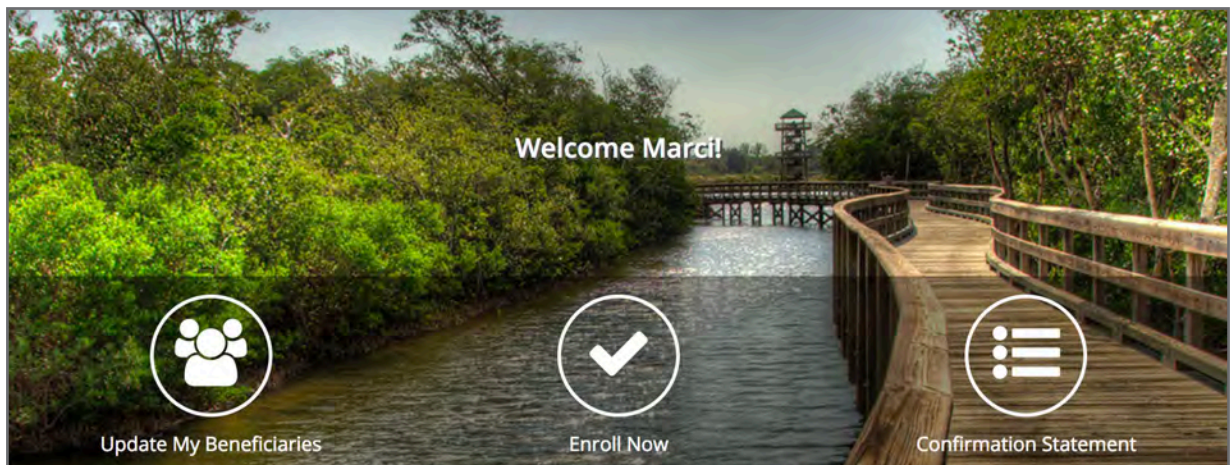 Welcome Marci!
Update My Beneficiaries
Enroll Now
Confirmation Statement